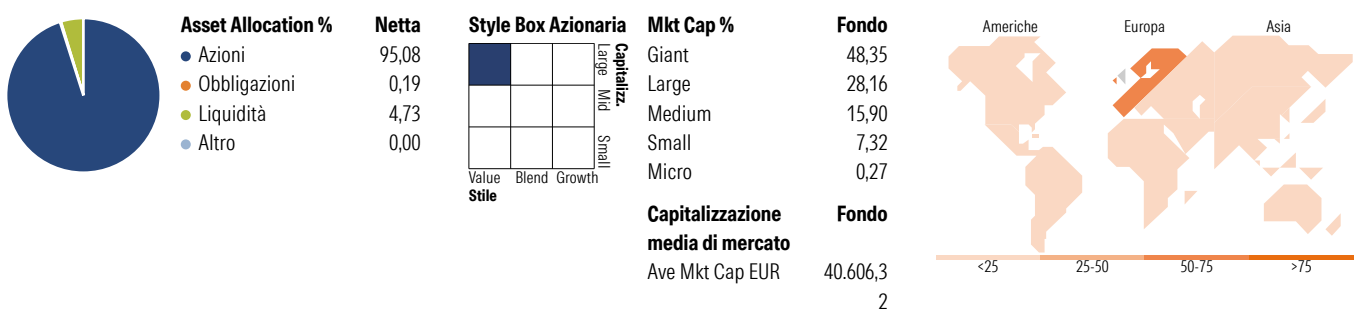 Asset Allocation % Netta
Azioni 95,08
Obbligazioni 0,19
Liquidità 4,73
Altro 0,00
Style Box Azionaria
Capitalizz.
Large Mid Small
Value Blend Growth
Stile
Mkt Cap % Fondo
Giant 48,35
Large 28,16
Medium 15,90
Small 7,32
Micro 0,27
Capitalizzazione Fondo
media di mercato
Ave Mkt Cap EUR 40.606,3
2
Americhe Europa Asia
<25 25-50 50-75 >75